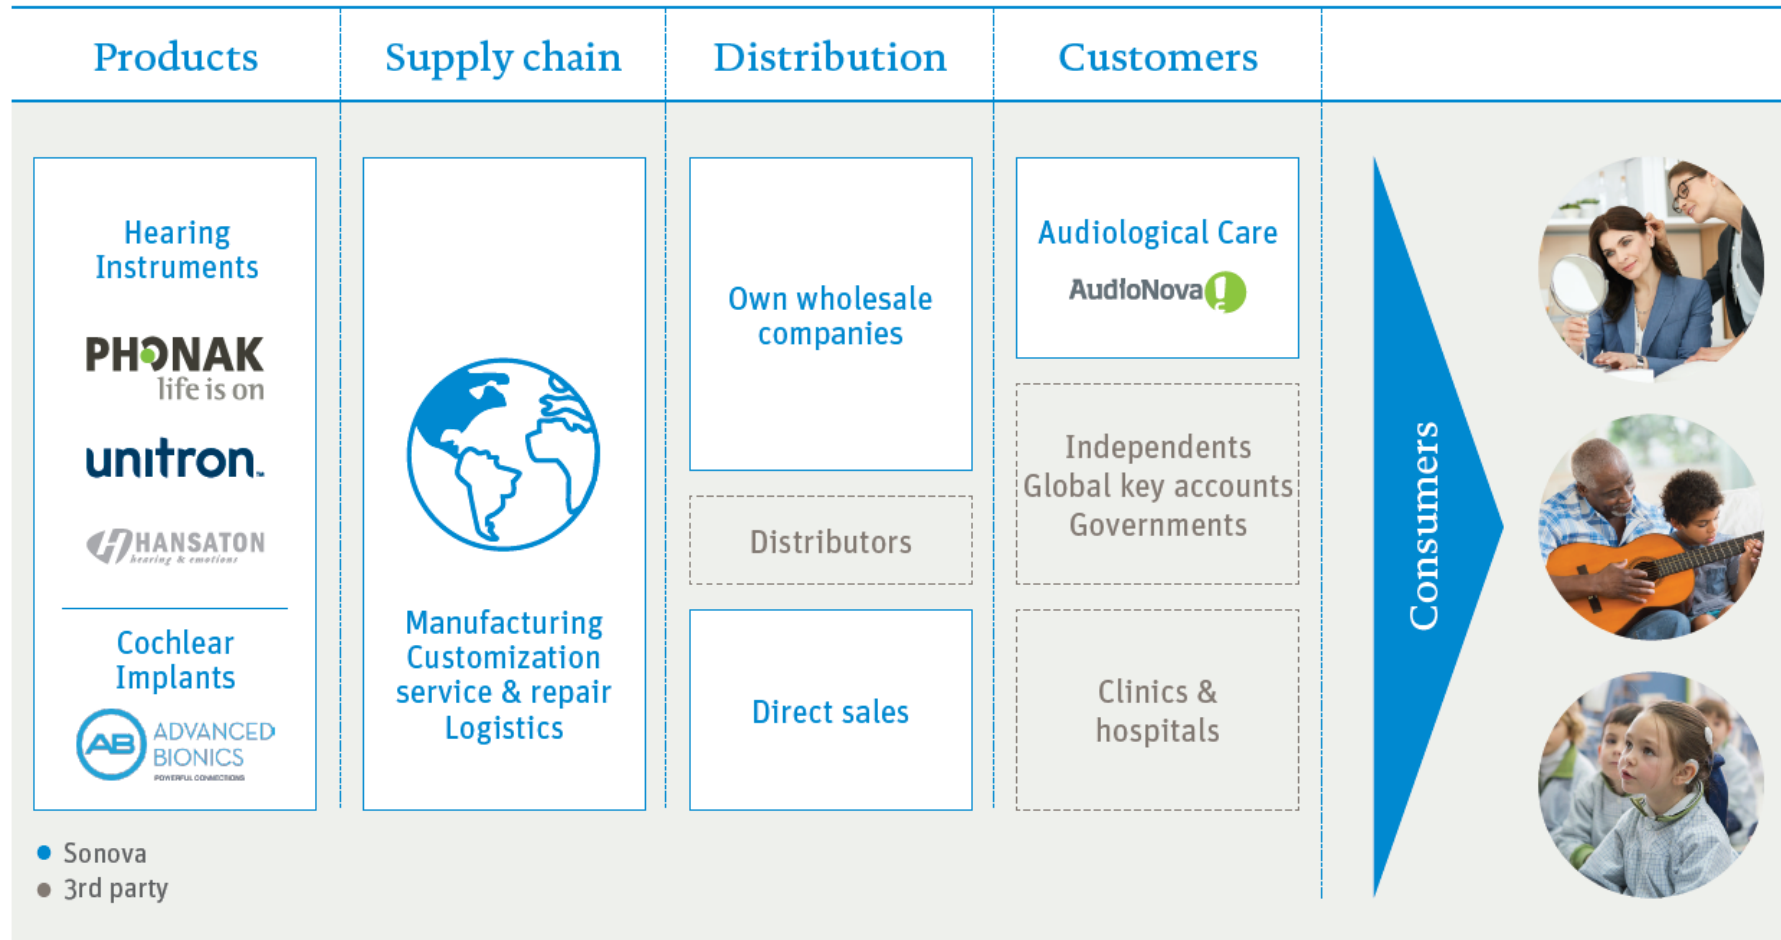 Products
Supply chain
Distribution
Customers
Hearing
Instruments
PHONAK
life is on
unitron™
HANSATON
hearing & emotions
Cochlear
Implants
AB
ADVANCED
BIONICS
POWERFUL CONNECTIONS
Manufacturing
Customization
service & repair
Logistics
Own wholesale
companies
Distributors
Direct sales
Audiological Care
AudioNova
Independents
Global key accounts
Governments
Clinics &
hospitals
Consumers
Sonova
3rd party